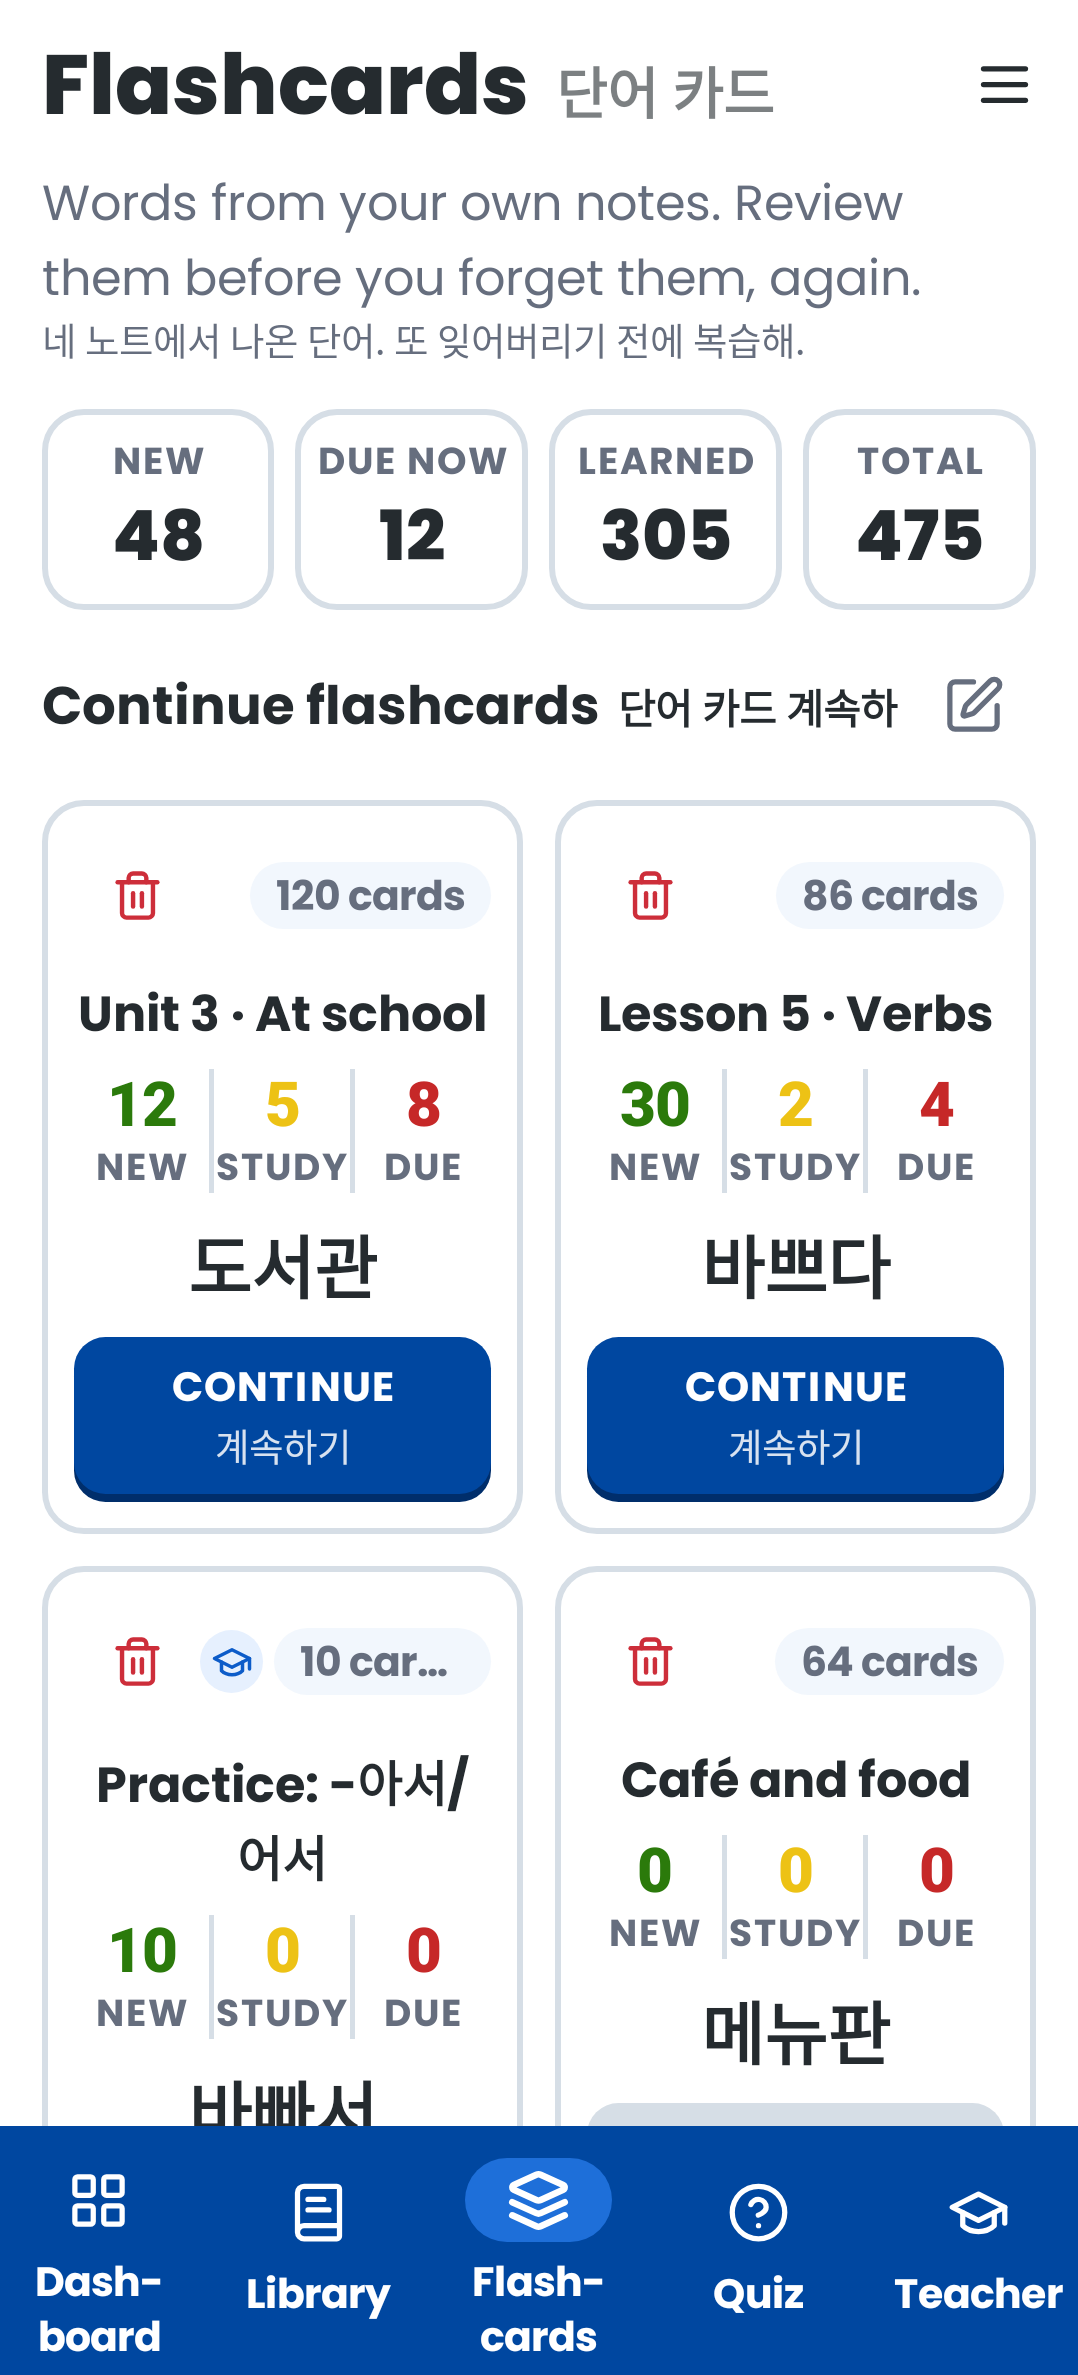 Flashcards 단어 카드
Words from your own notes. Review
them before you forget them, again.
네 노트에서 나온 단어. 또 잊어버리기 전에 복습해.
NEW
48
DUE NOW
12
LEARNED
305
TOTAL
475
Continue flashcards 단어 카드 계속하
120 cards
Unit 3 · At school
12 5 8
NEW STUDY DUE
도서관
CONTINUE
계속하기
86 cards
Lesson 5 · Verbs
30 2 4
NEW STUDY DUE
바쁘다
CONTINUE
계속하기
10 car...
Practice: -아서/
어서
10 0 0
NEW STUDY DUE
바빠서
64 cards
Café and food
0 0 0
NEW STUDY DUE
메뉴판
Dash-
board
Library
Flash-
cards
Quiz
Teacher